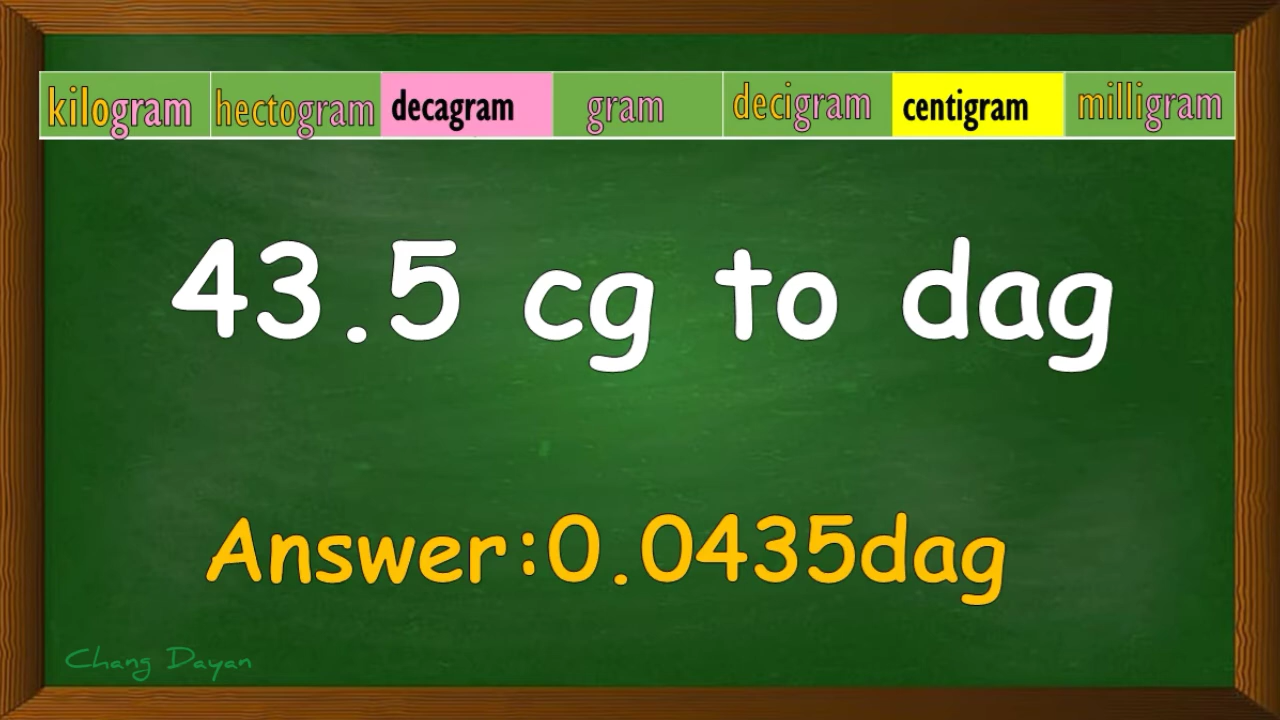 kilogram hectogram decagram gram decigram centigram milligram
43.5 cg to dag
Answer:0.0435dag
Chang Dayan